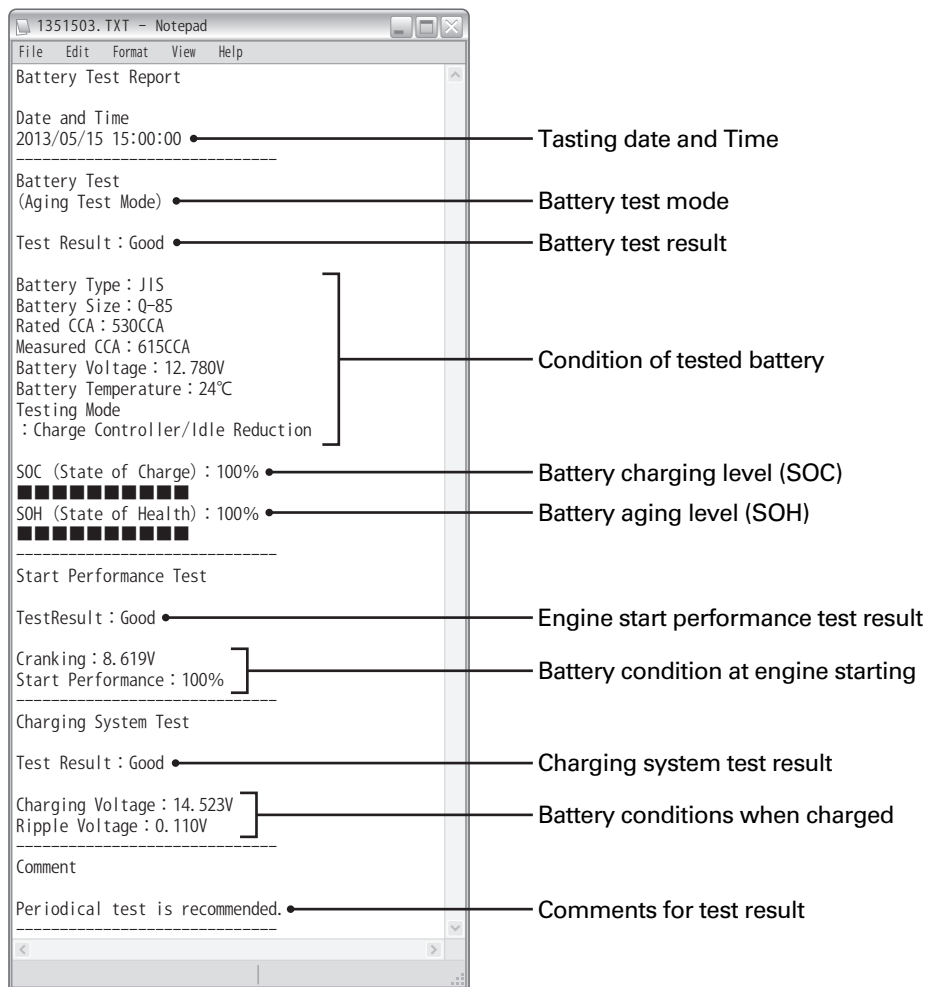 1351503.TXT - Notepad
File Edit Format View Help
Battery Test Report
Date and Time
2013/05/15 15:00:00
Tasting date and Time
------------------------------
Battery Test
(Aging Test Mode)
Battery test mode
Test Result:Good
Battery test result
Battery Type:JIS
Battery Size:Q-85
Rated CCA:530CCA
Measured CCA:615CCA
Battery Voltage:12.780V
Battery Temperature:24℃
Testing Mode
:Charge Controller/Idle Reduction
Condition of tested battery
SOC (State of Charge):100%
Battery charging level (SOC)
■■■■■■■■■■
SOH (State of Health):100%
Battery aging level (SOH)
■■■■■■■■■■
------------------------------
Start Performance Test
TestResult:Good
Engine start performance test result
Cranking:8.619V
Start Performance:100%
Battery condition at engine starting
------------------------------
Charging System Test
Test Result:Good
Charging system test result
Charging Voltage:14.523V
Ripple Voltage:0.110V
Battery conditions when charged
------------------------------
Comment
Periodical test is recommended.
Comments for test result
------------------------------